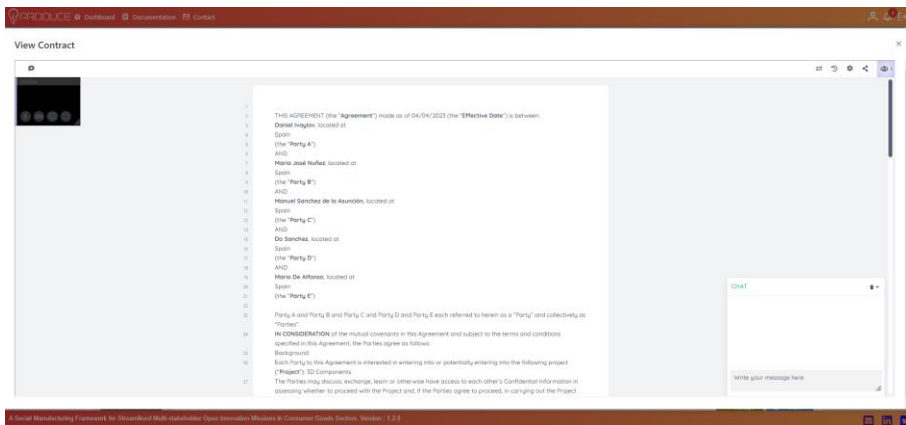 PRODUCE Dashboard Documentation Contact
View Contract
THIS AGREEMENT (the "Agreement") made as of 04/04/2023 (the "Effective Date") is between:
Daniel Ivaylov, located at
Spain
(the "Party A")
AND
Maria José Nuñez, located at
Spain
(the "Party B")
AND
Manuel Sanchez de la Asunción, located at
Spain
(the "Party C")
AND
Do Sanchez, located at
Spain
(the "Party D")
AND
Maria De Alfonso, located at
Spain
(the "Party E")
Party A and Party B and Party C and Party D and Party E each referred to herein as a "Party" and collectively as
"Parties".
IN CONSIDERATION of the mutual covenants in this Agreement and subject to the terms and conditions
specified in this Agreement, the Parties agree as follows:
Background
Each Party to this Agreement is interested in entering into or potentially entering into the following project
("Project"): 3D Components.
The Parties may discuss, exchange, learn or otherwise have access to each other's Confidential Information in
assessing whether to proceed with the Project and, if the Parties agree to proceed, in carrying out the Project
CHAT
Write your message here
A Social Manufacturing Framework for Streamlined Multi-stakeholder Open Innovation Missions in Consumer Goods Sectors. Version : 1.2.0